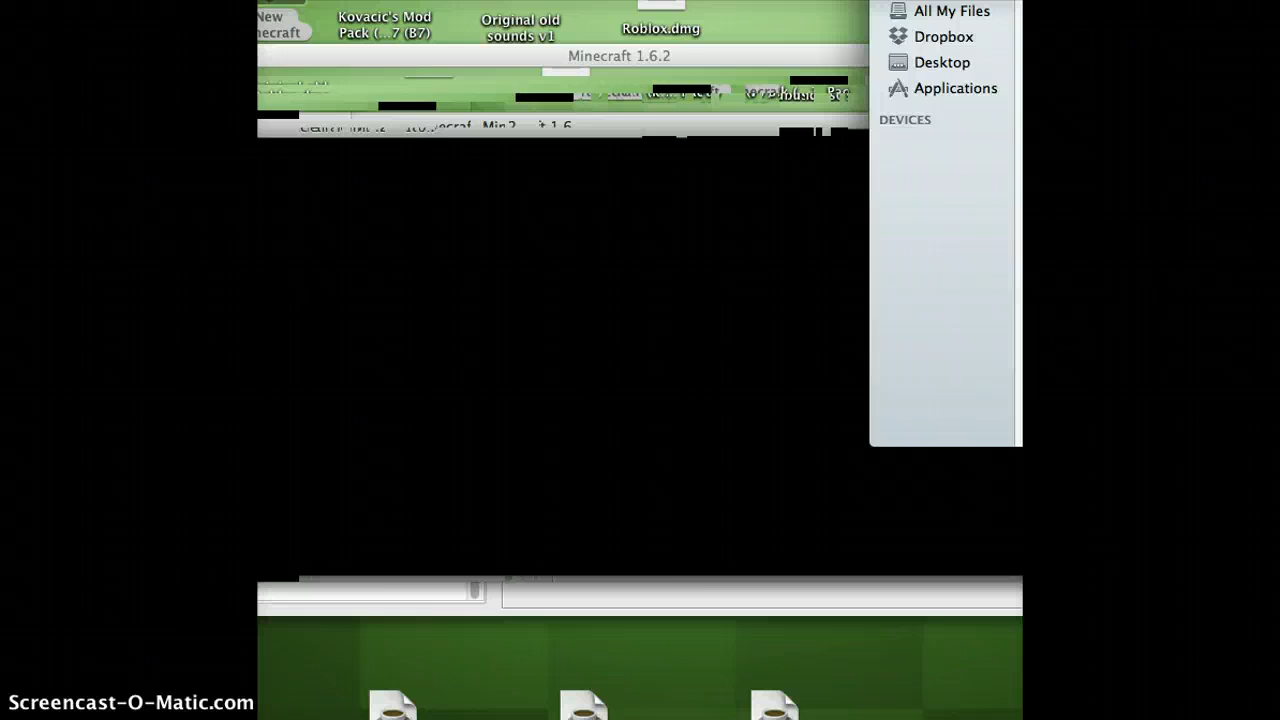 New
necraft
Kovacic's Mod
Pack (...7 (B7)
Original old
sounds v1
Roblox.dmg
Minecraft 1.6.2
All My Files
Dropbox
Desktop
Applications
DEVICES
Screencast-O-Matic.com